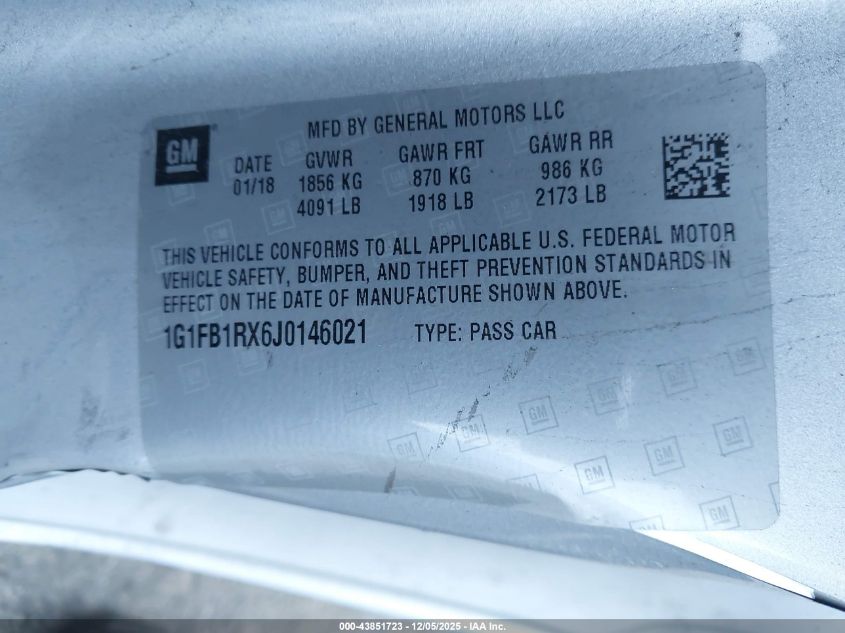 GM
MFD BY GENERAL MOTORS LLC
DATE GVWR GAWR FRT GAWR RR
01/18 1856 KG 870 KG 986 KG
4091 LB 1918 LB 2173 LB
THIS VEHICLE CONFORMS TO ALL APPLICABLE U.S. FEDERAL MOTOR
VEHICLE SAFETY, BUMPER, AND THEFT PREVENTION STANDARDS IN
EFFECT ON THE DATE OF MANUFACTURE SHOWN ABOVE.
1G1FB1RX6J0146021 TYPE: PASS CAR
000-43851723 - 12/05/2025 - IAA Inc.